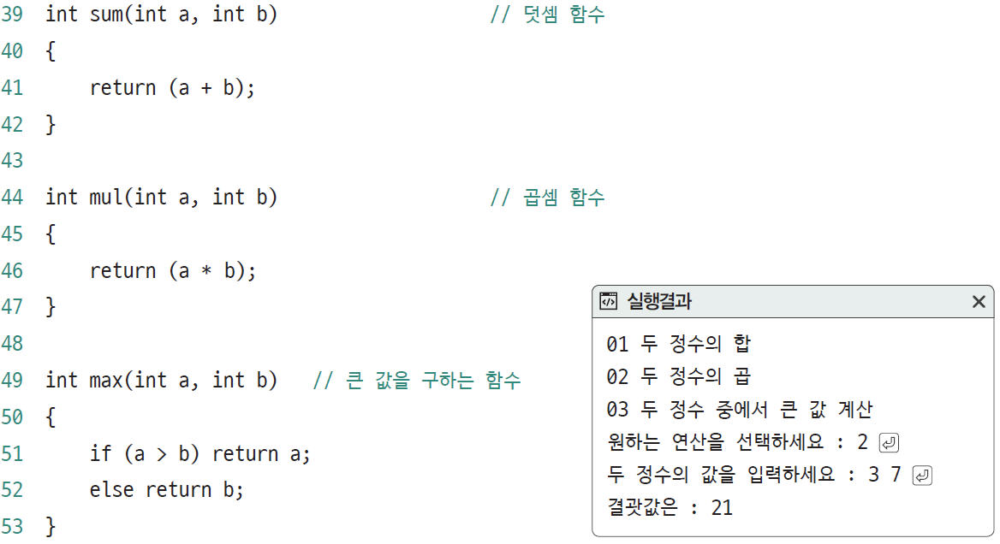 39 int sum(int a, int b) // 덧셈 함수
40 {
41 return (a + b);
42 }
43
44 int mul(int a, int b) // 곱셈 함수
45 {
46 return (a * b);
47 }
48
49 int max(int a, int b) // 큰 값을 구하는 함수
50 {
51 if (a > b) return a;
52 else return b;
53 }
실행결과
01 두 정수의 합
02 두 정수의 곱
03 두 정수 중에서 큰 값 계산
원하는 연산을 선택하세요 : 2
두 정수의 값을 입력하세요 : 3 7
결괏값은 : 21